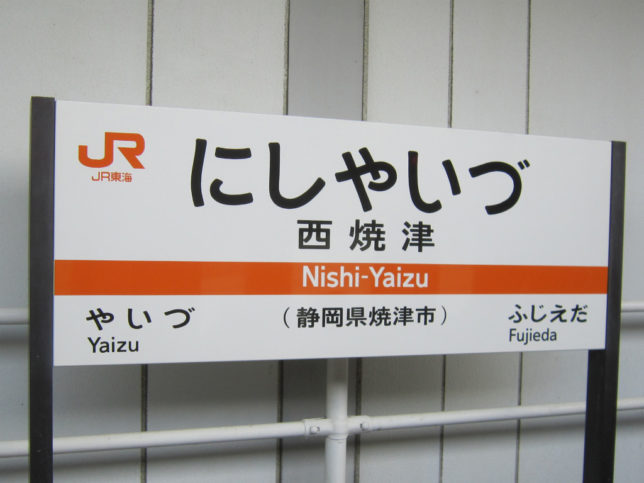 JR
JR東海
にしやいづ
西焼津
Nishi-Yaizu
やいづ
Yaizu
(静岡県焼津市)
ふじえだ
Fujieda